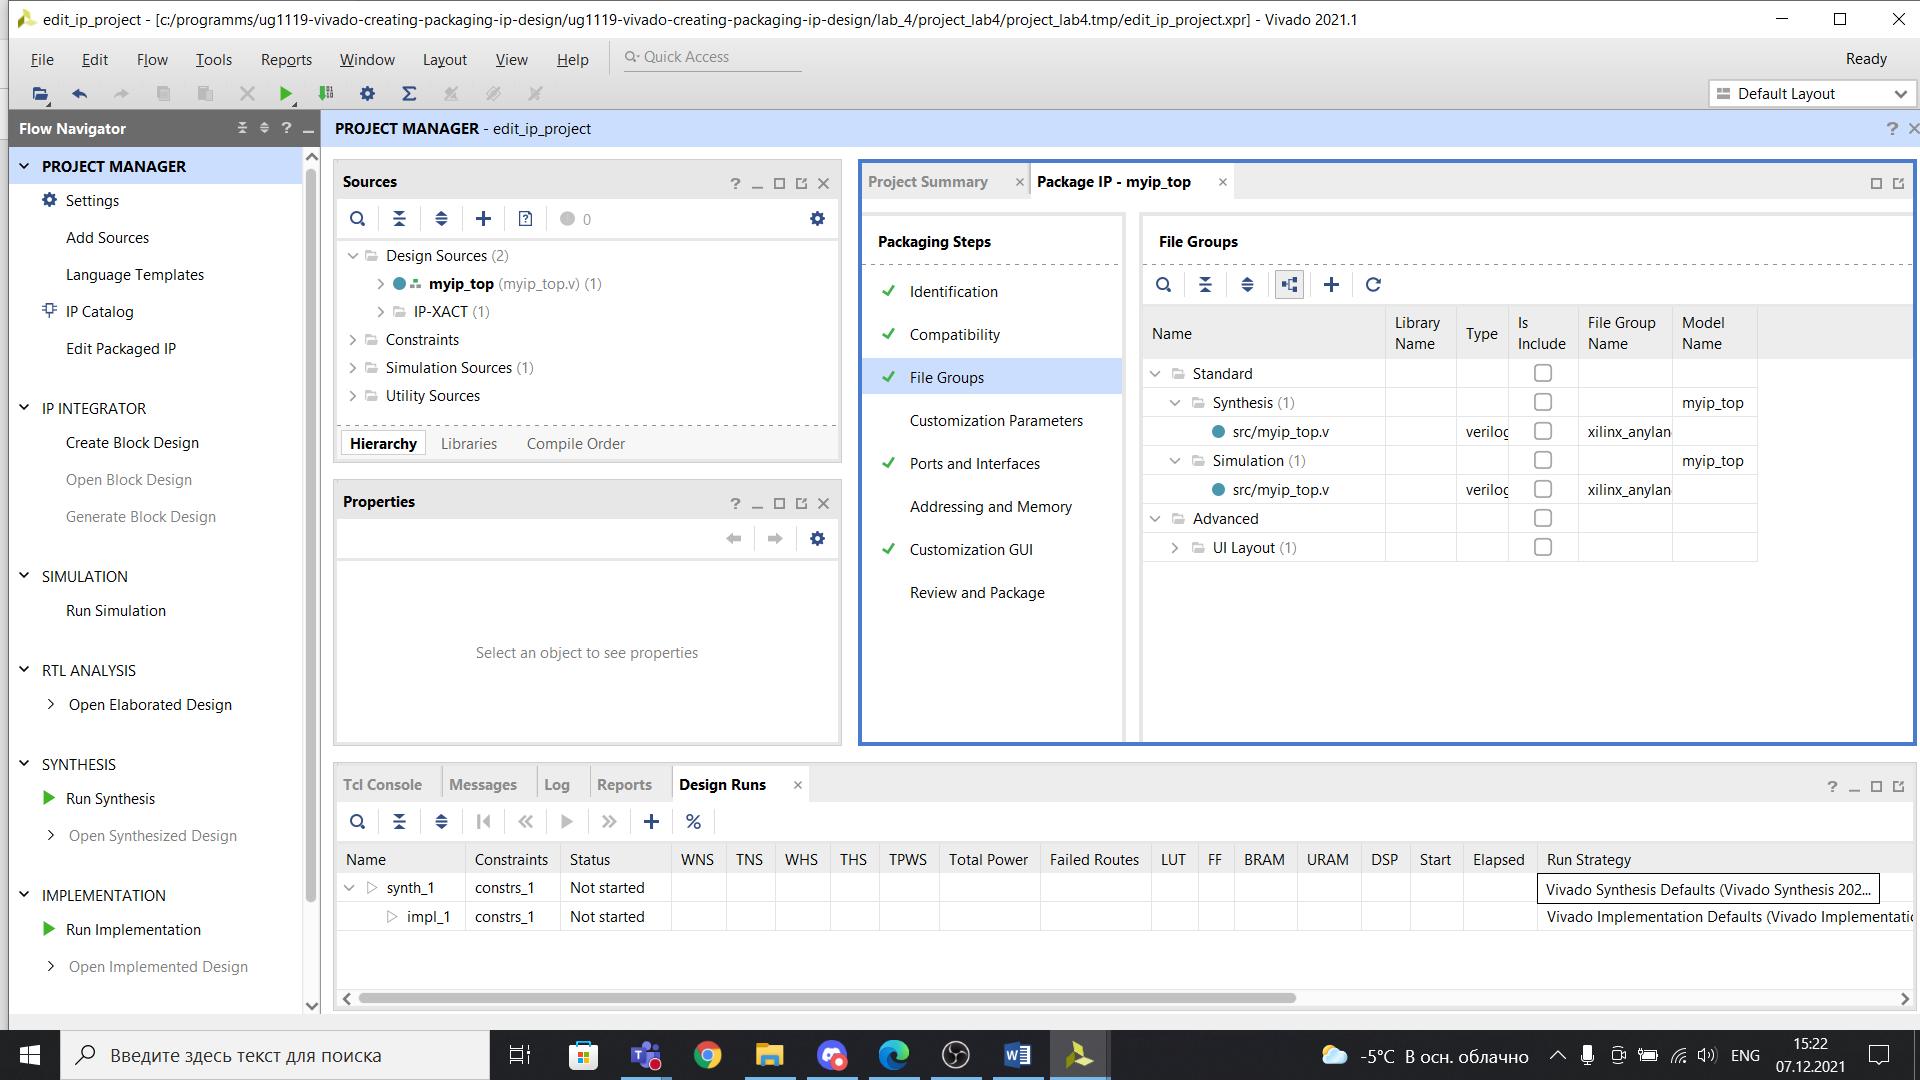 edit_ip_project - [c:/programms/ug1119-vivado-creating-packaging-ip-design/ug1119-vivado-creating-packaging-ip-design/lab_4/project_lab4/project_lab4.tmp/edit_ip_project.xpr] - Vivado 2021.1
File Edit Flow Tools Reports Window Layout View Help Quick Access Ready
Default Layout
Flow Navigator
PROJECT MANAGER - edit_ip_project
PROJECT MANAGER
Settings
Add Sources
Language Templates
IP Catalog
Edit Packaged IP
IP INTEGRATOR
Create Block Design
Open Block Design
Generate Block Design
SIMULATION
Run Simulation
RTL ANALYSIS
Open Elaborated Design
SYNTHESIS
Run Synthesis
Open Synthesized Design
IMPLEMENTATION
Run Implementation
Open Implemented Design
Sources
0
Design Sources (2)
myip_top (myip_top.v) (1)
IP-XACT (1)
Constraints
Simulation Sources (1)
Utility Sources
Hierarchy Libraries Compile Order
Properties
Select an object to see properties
Project Summary Package IP - myip_top
Packaging Steps
Identification
Compatibility
File Groups
Customization Parameters
Ports and Interfaces
Addressing and Memory
Customization GUI
Review and Package
File Groups
Name Library Name Type Is Include File Group Name Model Name
Standard
Synthesis (1) myip_top
src/myip_top.v verilog xilinx_anylan
Simulation (1) myip_top
src/myip_top.v verilog xilinx_anylan
Advanced
UI Layout (1)
Tcl Console Messages Log Reports Design Runs
Name Constraints Status WNS TNS WHS THS TPWS Total Power Failed Routes LUT FF BRAM URAM DSP Start Elapsed Run Strategy
synth_1 constrs_1 Not started Vivado Synthesis Defaults (Vivado Synthesis 202...
impl_1 constrs_1 Not started Vivado Implementation Defaults (Vivado Implementatic
Введите здесь текст для поиска
-5°C В осн. облачно
ENG
15:22
07.12.2021